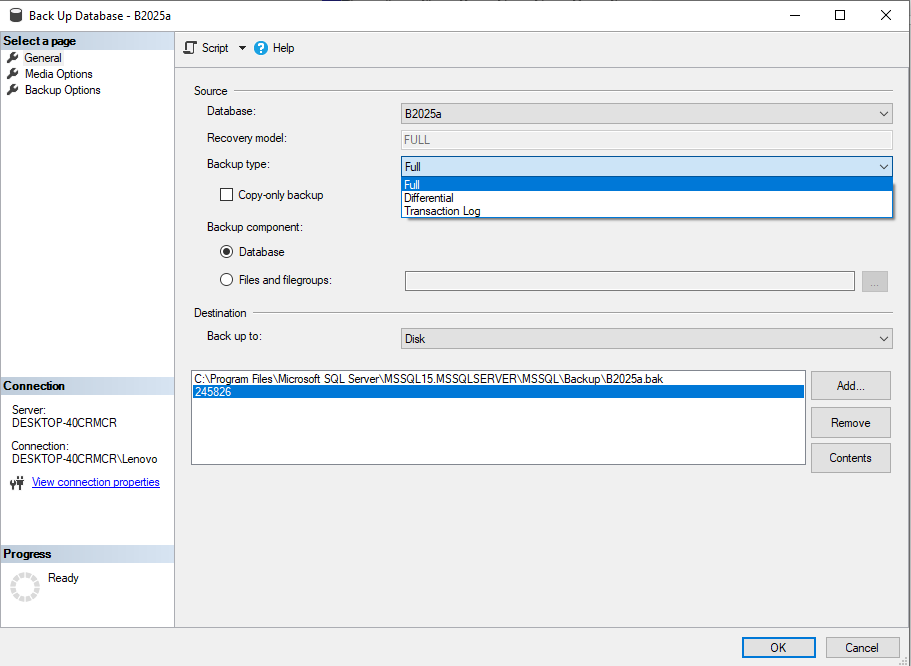 Back Up Database - B2025a
Select a page
General
Media Options
Backup Options
Script
Help
Source
Database:
B2025a
Recovery model:
FULL
Backup type:
Full
Full
Differential
Transaction Log
Copy-only backup
Backup component:
Database
Files and filegroups:
...
Destination
Back up to:
Disk
C:\Program Files\Microsoft SQL Server\MSSQL15.MSSQLSERVER\MSSQL\Backup\B2025a.bak
245826
Add...
Remove
Contents
Connection
Server:
DESKTOP-40CRMCR
Connection:
DESKTOP-40CRMCR\Lenovo
View connection properties
Progress
Ready
OK
Cancel